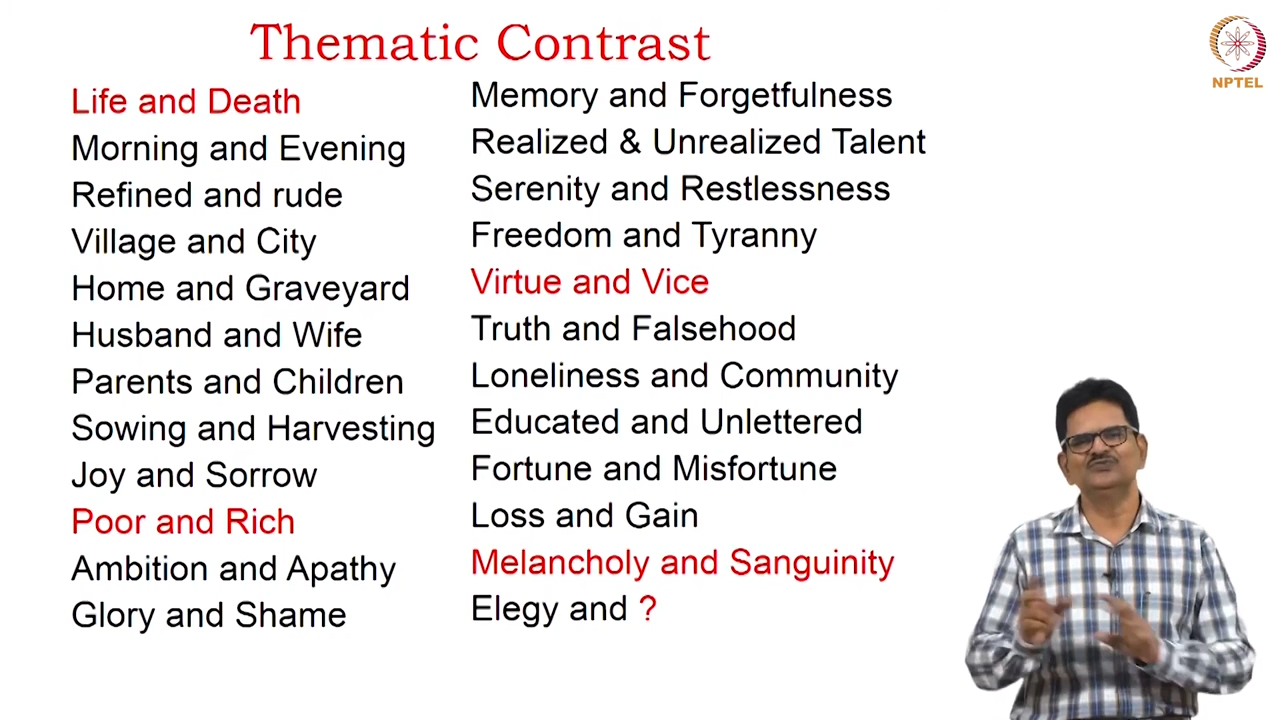 Thematic Contrast
Life and Death
Morning and Evening
Refined and rude
Village and City
Home and Graveyard
Husband and Wife
Parents and Children
Sowing and Harvesting
Joy and Sorrow
Poor and Rich
Ambition and Apathy
Glory and Shame
Memory and Forgetfulness
Realized & Unrealized Talent
Serenity and Restlessness
Freedom and Tyranny
Virtue and Vice
Truth and Falsehood
Loneliness and Community
Educated and Unlettered
Fortune and Misfortune
Loss and Gain
Melancholy and Sanguinity
Elegy and ?
NPTEL